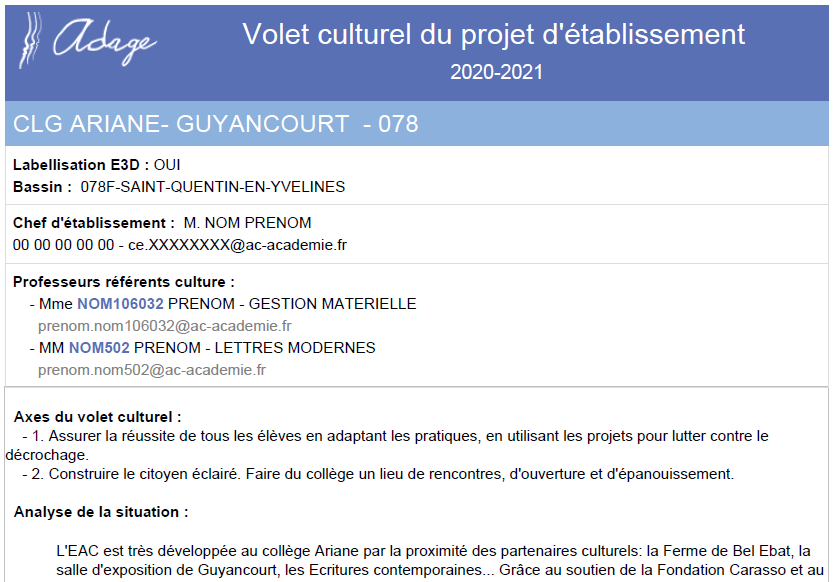 Adage
Volet culturel du projet d'établissement
2020-2021
CLG ARIANE- GUYANCOURT - 078
Labellisation E3D : OUI
Bassin : 078F-SAINT-QUENTIN-EN-YVELINES
Chef d'établissement : M. NOM PRENOM
00 00 00 00 00 - ce.XXXXXXXX@ac-academie.fr
Professeurs référents culture :
- Mme NOM106032 PRENOM - GESTION MATERIELLE
prenom.nom106032@ac-academie.fr
- MM NOM502 PRENOM - LETTRES MODERNES
prenom.nom502@ac-academie.fr
Axes du volet culturel :
- 1. Assurer la réussite de tous les élèves en adaptant les pratiques, en utilisant les projets pour lutter contre le
décrochage.
- 2. Construire le citoyen éclairé. Faire du collège un lieu de rencontres, d'ouverture et d'épanouissement.
Analyse de la situation :
L'EAC est très développée au collège Ariane par la proximité des partenaires culturels: la Ferme de Bel Ebat, la
salle d'exposition de Guyancourt, les Ecritures contemporaines... Grâce au soutien de la Fondation Carasso et au